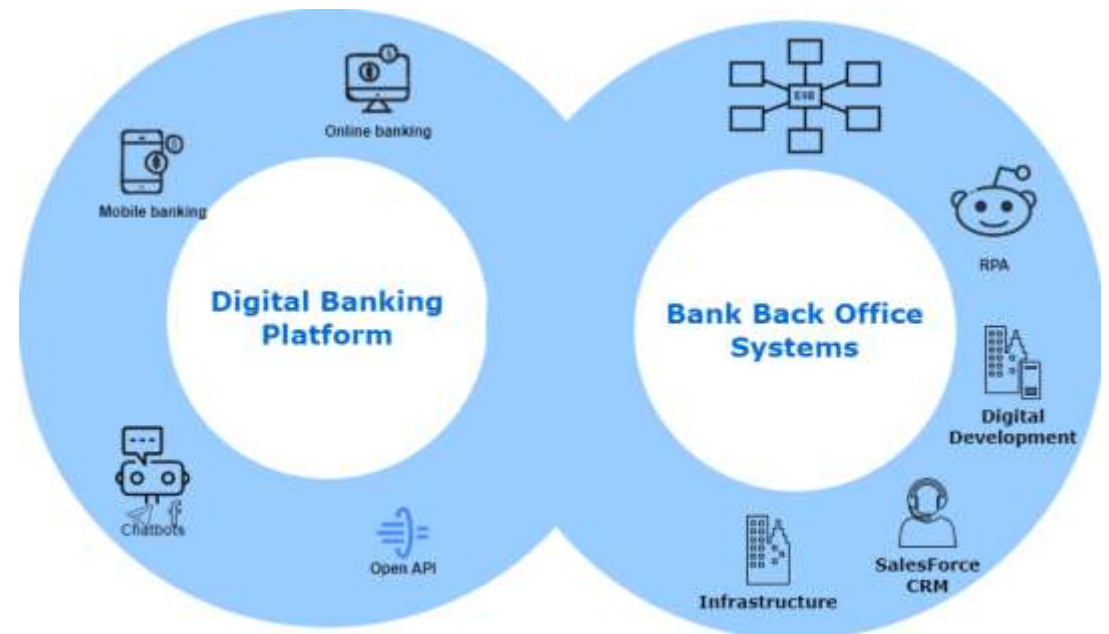 Online banking
Mobile banking
Digital Banking
Platform
Chatbots
Open API
ESB
RPA
Bank Back Office
Systems
Digital
Development
SalesForce
CRM
Infrastructure